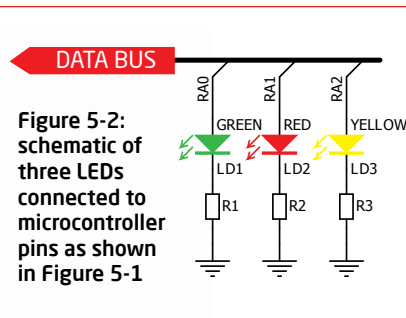 DATA BUS
RA0
RA1
RA2
GREEN
RED
YELLOW
LD1
LD2
LD3
R1
R2
R3
Figure 5-2:
schematic of
three LEDs
connected to
microcontroller
pins as shown
in Figure 5-1